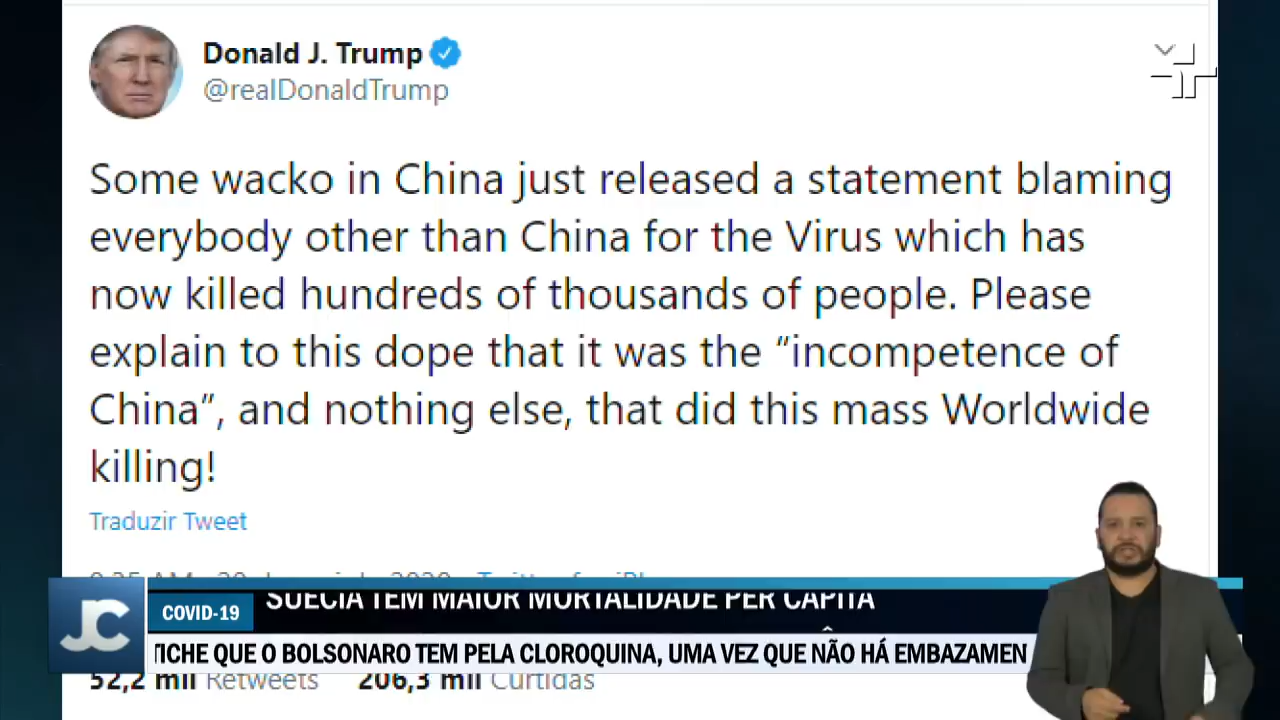 Donald J. Trump
@realDonaldTrump
Some wacko in China just released a statement blaming
everybody other than China for the Virus which has
now killed hundreds of thousands of people. Please
explain to this dope that it was the “incompetence of
China”, and nothing else, that did this mass Worldwide
killing!
Traduzir Tweet
JC
COVID-19
SUÉCIA TEM MAIOR MORTALIDADE PER CAPITA
TICHE QUE O BOLSONARO TEM PELA CLOROQUINA, UMA VEZ QUE NÃO HÁ EMBAZAMEN
52,2 mil Retweets 206,3 mil Curtidas